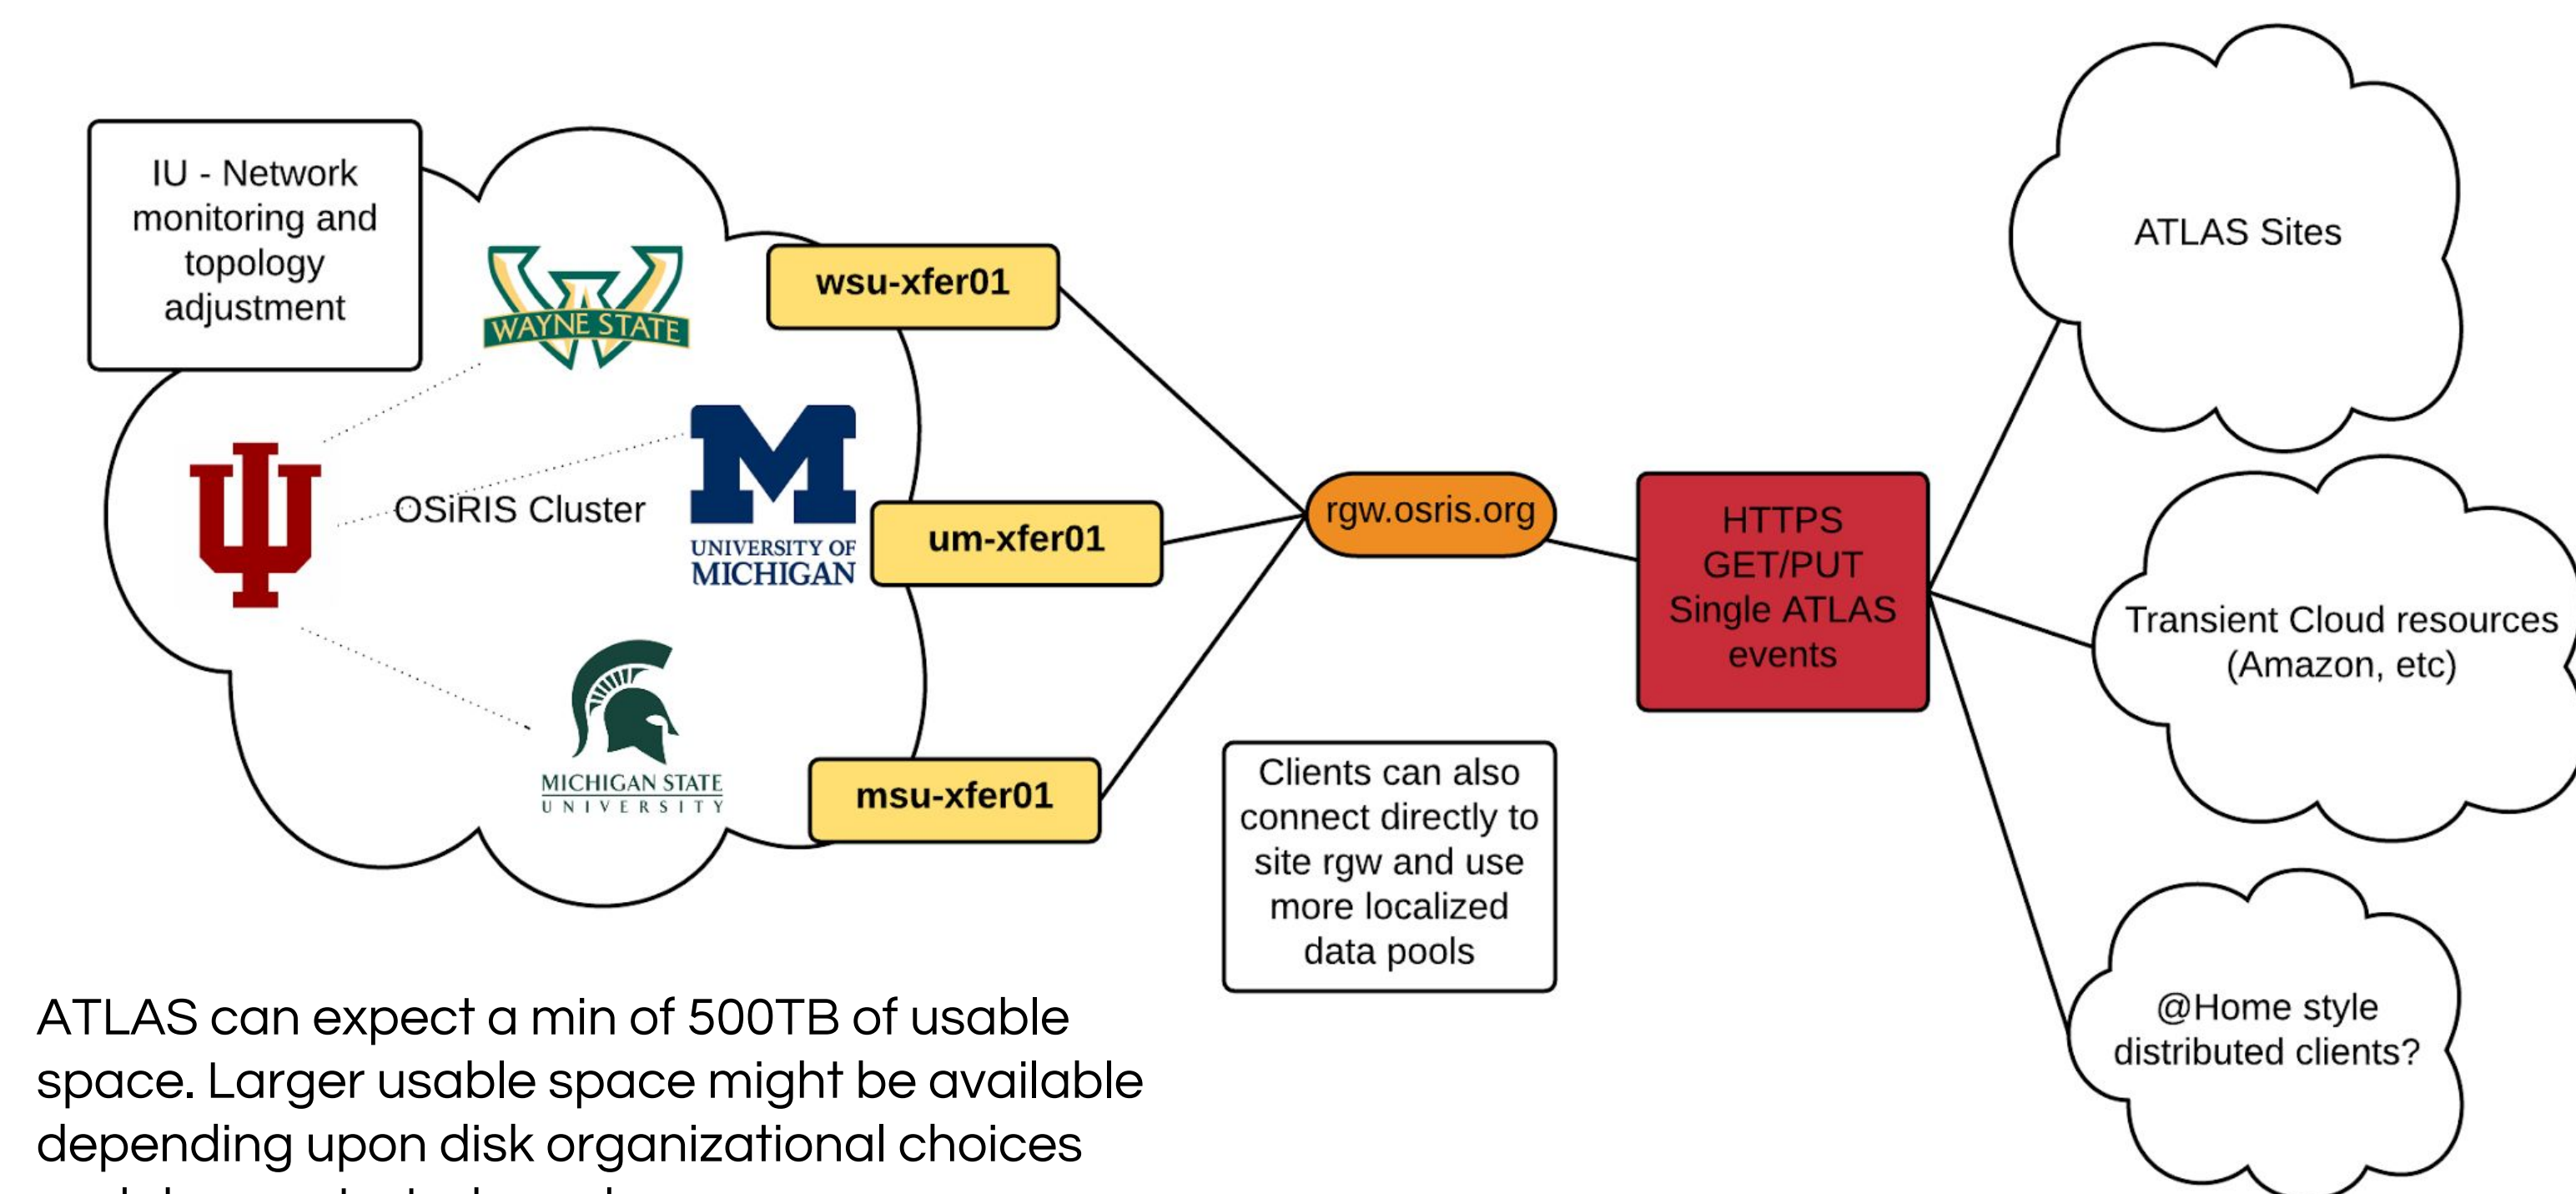 IU - Network
monitoring and
topology
adjustment
WAYNE STATE
OSiRIS Cluster
UNIVERSITY OF
MICHIGAN
MICHIGAN STATE
UNIVERSITY
wsu-xfer01
um-xfer01
msu-xfer01
rgw.osris.org
HTTPS
GET/PUT
Single ATLAS
events
Clients can also
connect directly to
site rgw and use
more localized
data pools
ATLAS Sites
Transient Cloud resources
(Amazon, etc)
@Home style
distributed clients?
ATLAS can expect a min of 500TB of usable
space. Larger usable space might be available
depending upon disk organizational choices